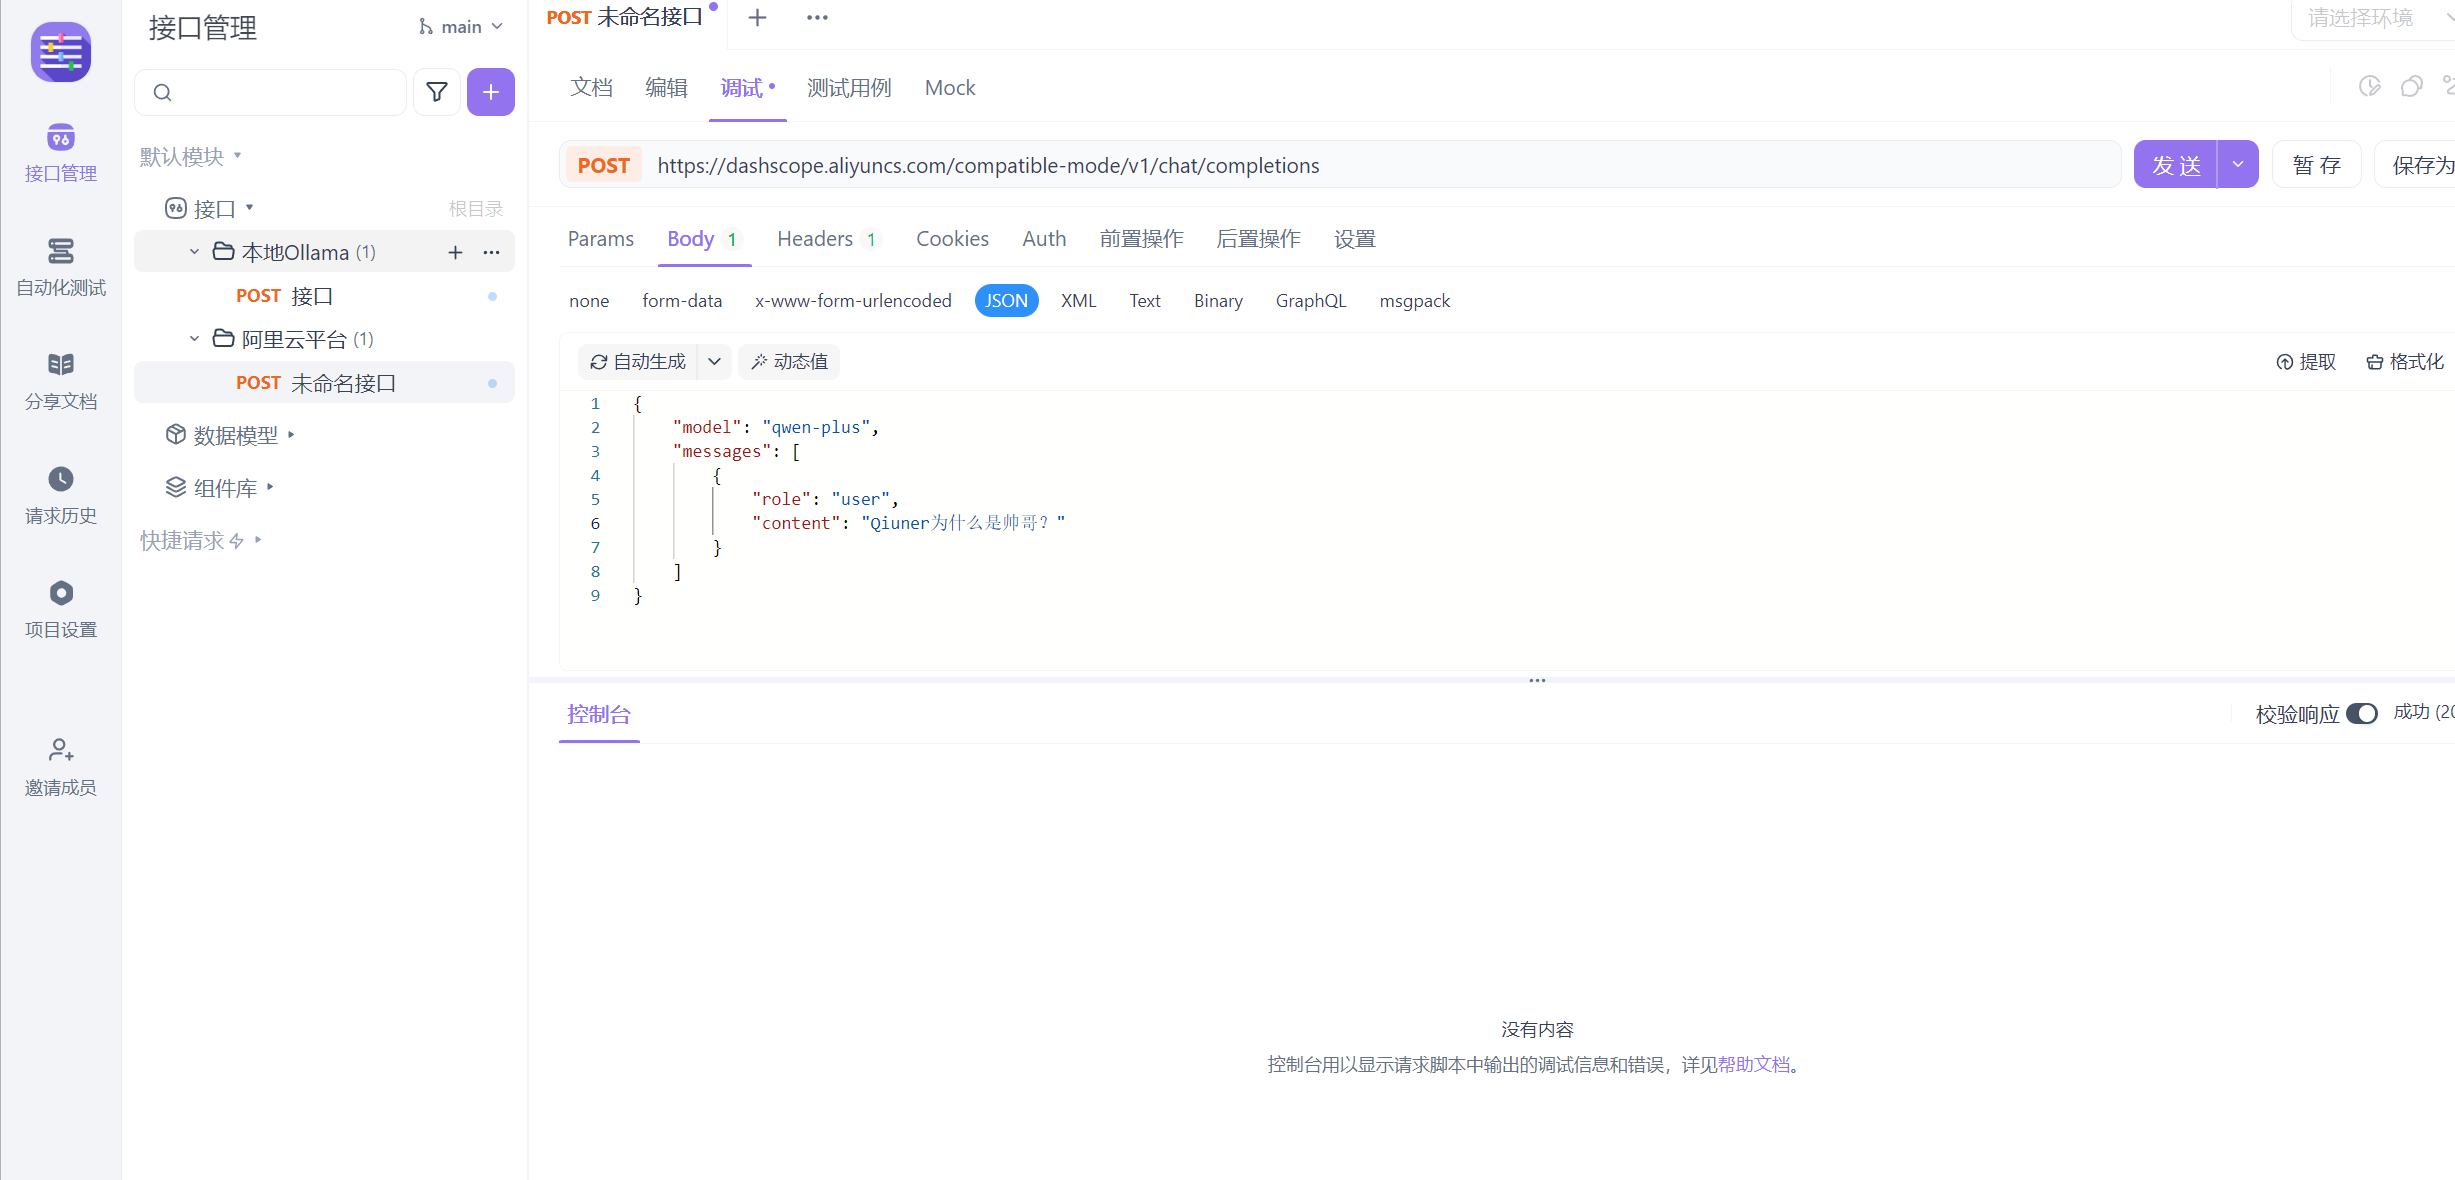 接口管理
自动化测试
分享文档
请求历史
项目设置
邀请成员
接口管理
main
默认模块
接口
根目录
本地Ollama (1)
POST 接口
阿里云平台 (1)
POST 未命名接口
数据模型
组件库
快捷请求
POST 未命名接口
请选择环境
文档 编辑 调试 测试用例 Mock
POST https://dashscope.aliyuncs.com/compatible-mode/v1/chat/completions
发 送
暂 存
保存为
Params Body 1 Headers 1 Cookies Auth 前置操作 后置操作 设置
none form-data x-www-form-urlencoded JSON XML Text Binary GraphQL msgpack
自动生成 动态值 提取 格式化
1 {
2 "model": "qwen-plus",
3 "messages": [
4 {
5 "role": "user",
6 "content": "Qiuner为什么是帅哥？"
7 }
8 ]
9 }
控制台
校验响应 成功 (20
没有内容
控制台用以显示请求脚本中输出的调试信息和错误，详见帮助文档。